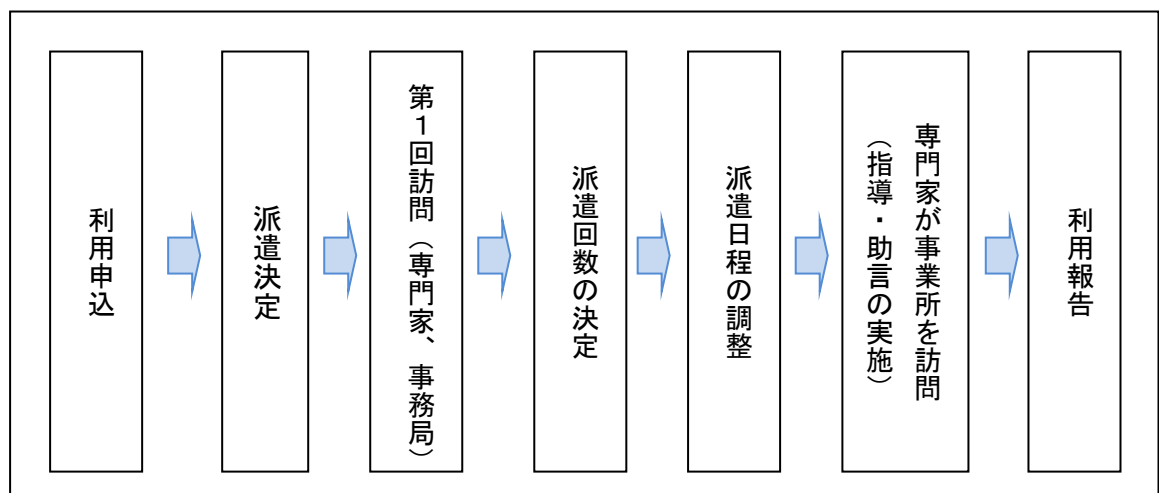 利用申込
派遣決定
第1回訪問（専門家、事務局）
派遣回数の決定
派遣日程の調整
専門家が事業所を訪問
（指導・助言の実施）
利用報告